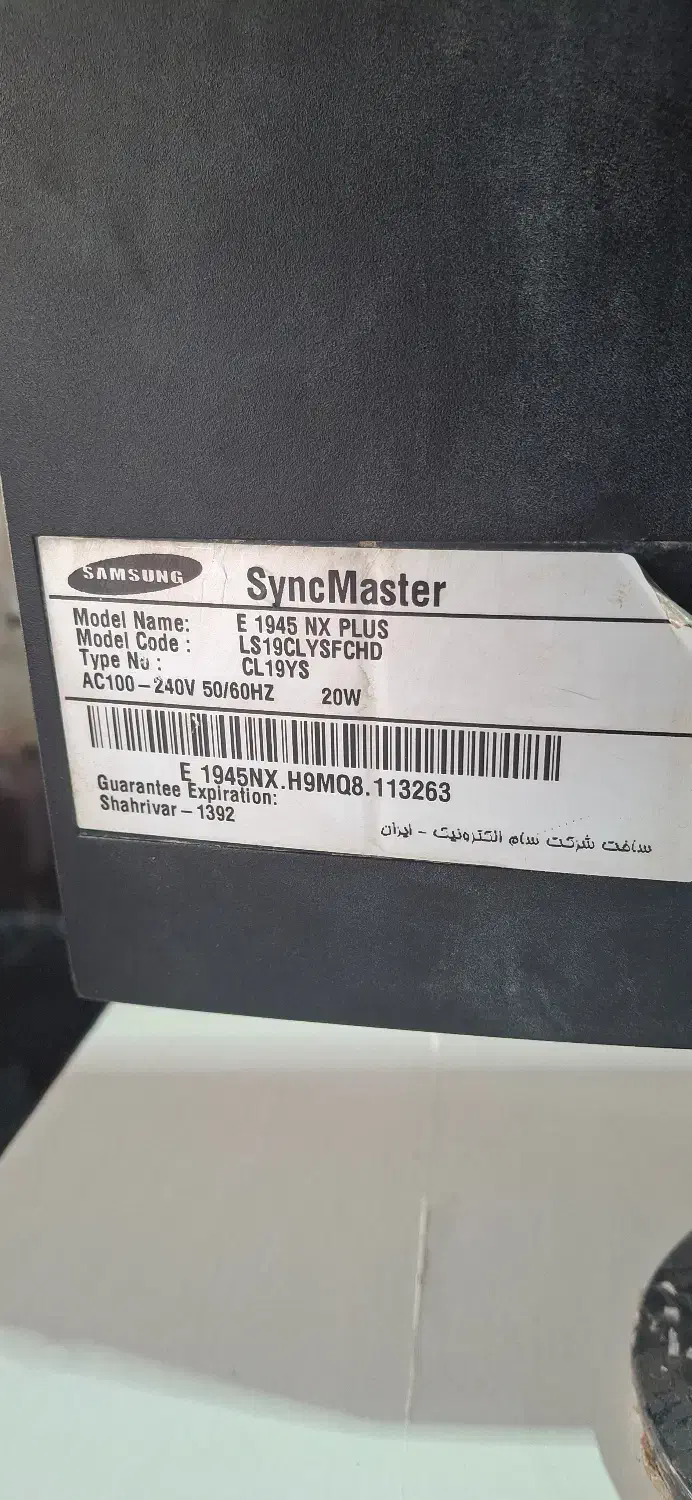 SAMSUNG SyncMaster
Model Name: E 1945 NX PLUS
Model Code : LS19CLYSFCHD
Type No : CL19YS
AC100-240V 50/60HZ 20W
E 1945NX.H9MQ8.113263
Guarantee Expiration:
Shahrivar - 1392
ساخت شرکت سام الکترونیک - ایران